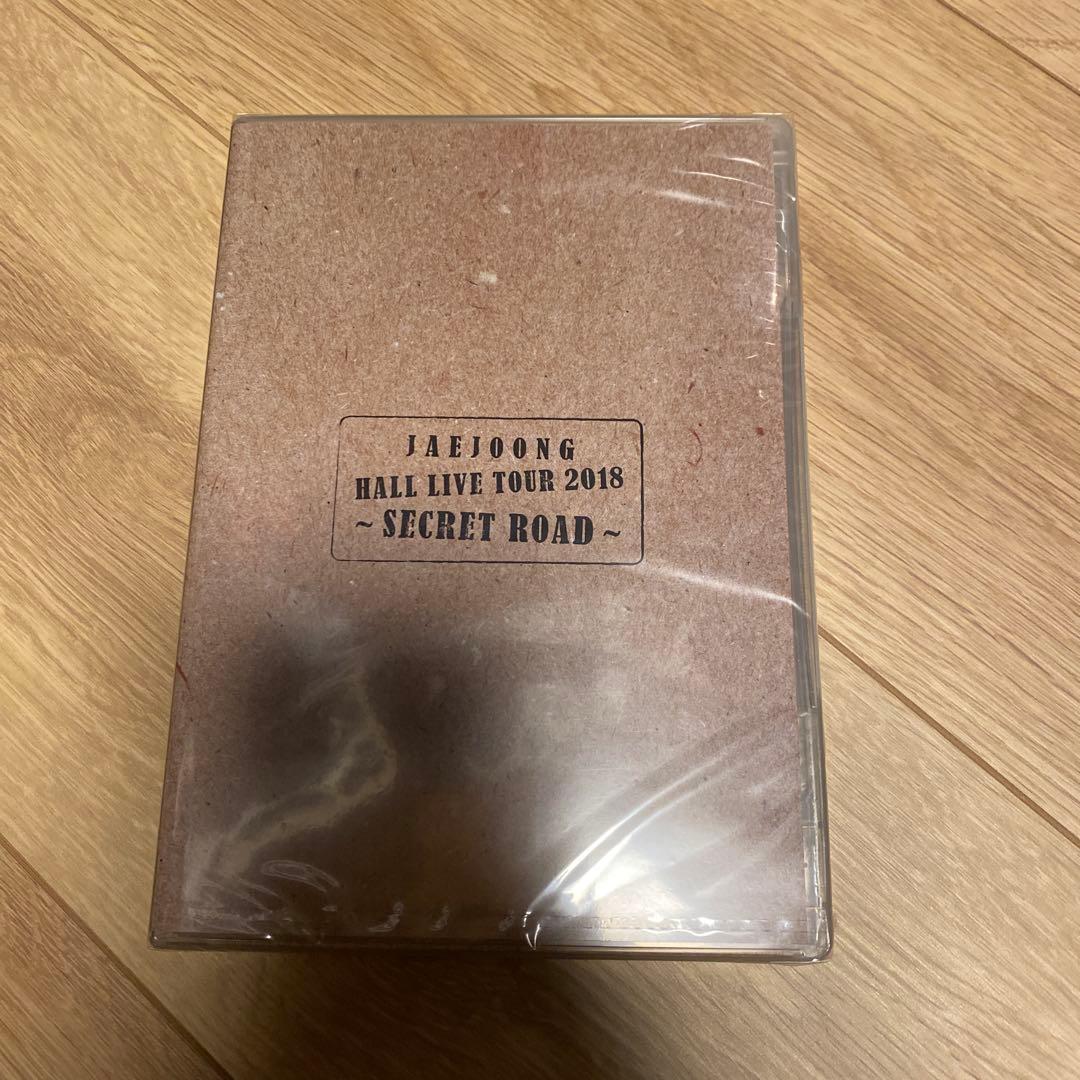 JAEJOONG
HALL LIVE TOUR 2018
~ SECRET ROAD ~